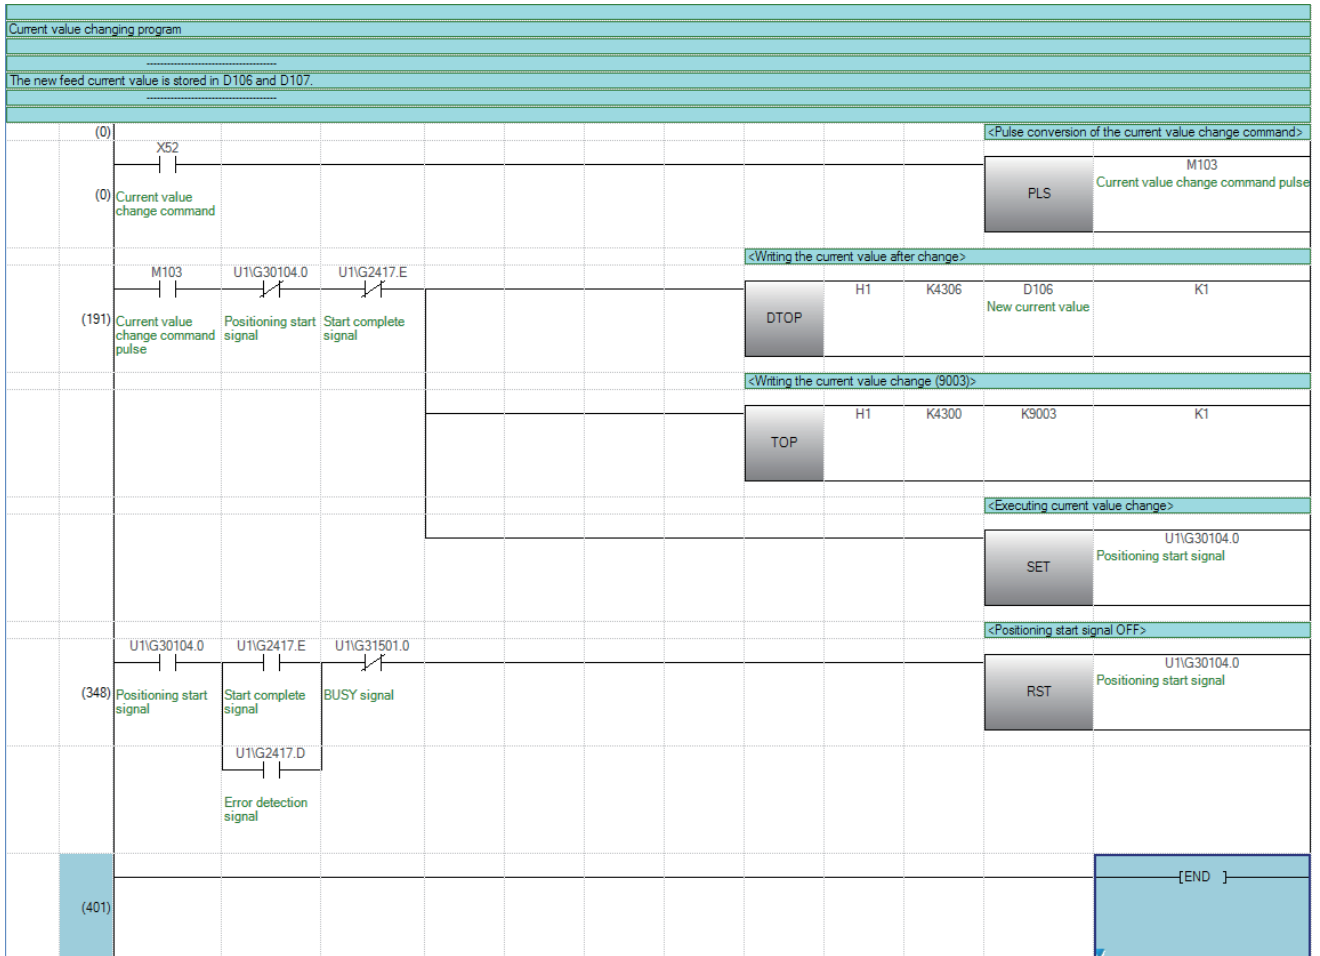 Current value changing program
--------------------------------------
The new feed current value is stored in D106 and D107.
--------------------------------------
(0)
<Pulse conversion of the current value change command>
X52
M103
(0)
Current value
change command
PLS
Current value change command pulse
<Writing the current value after change>
M103
U1\G30104.0
U1\G2417.E
H1
K4306
D106
K1
(191)
Current value
change command
pulse
Positioning start
signal
Start complete
signal
DTOP
New current value
<Writing the current value change (9003)>
H1
K4300
K9003
K1
TOP
<Executing current value change>
U1\G30104.0
SET
Positioning start signal
<Positioning start signal OFF>
U1\G30104.0
U1\G2417.E
U1\G31501.0
U1\G30104.0
(348)
Positioning start
signal
Start complete
signal
BUSY signal
RST
Positioning start signal
U1\G2417.D
Error detection
signal
(401)
[END ]